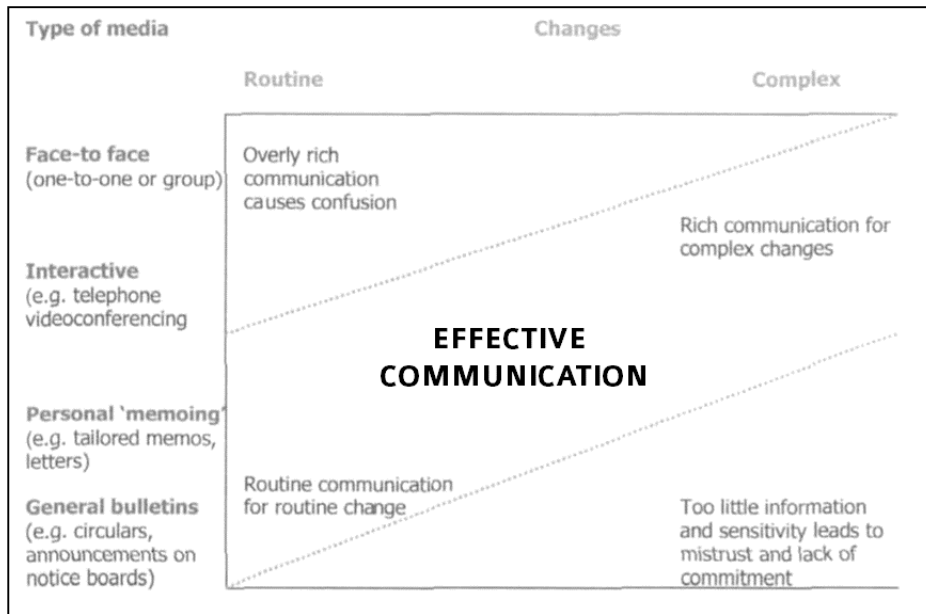 Type of media
Changes
Routine
Complex
Face-to face
(one-to-one or group)
Overly rich
communication
causes confusion
Rich communication for
complex changes
Interactive
(e.g. telephone
videoconferencing
EFFECTIVE
COMMUNICATION
Personal ‘memoing’
(e.g. tailored memos,
letters)
Routine communication
for routine change
General bulletins
(e.g. circulars,
announcements on
notice boards)
Too little information
and sensitivity leads to
mistrust and lack of
commitment